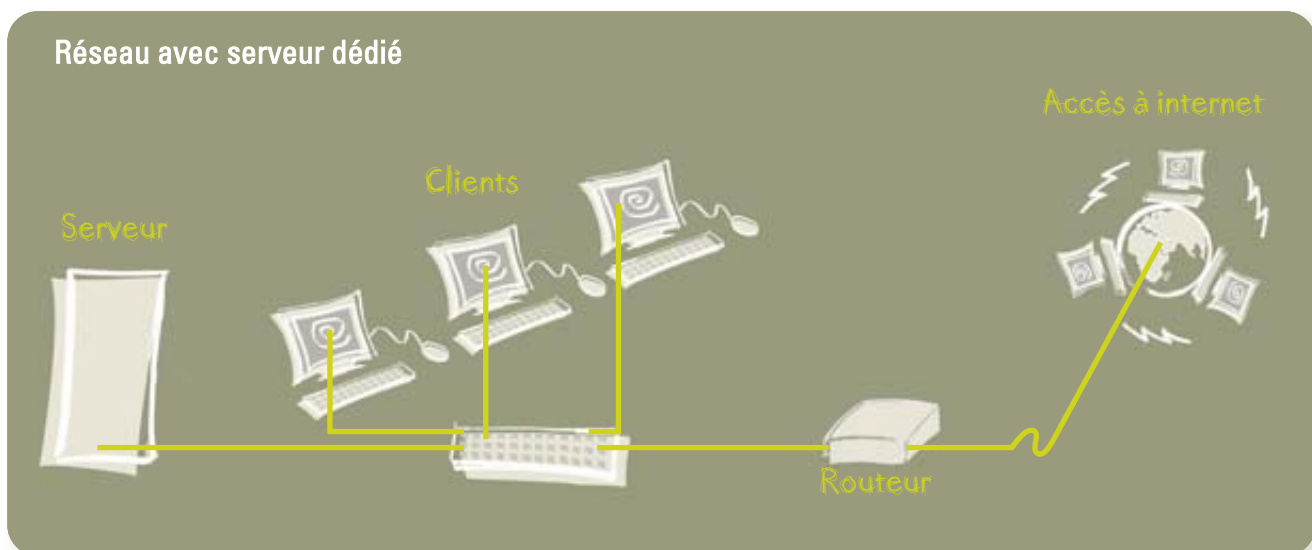 Réseau avec serveur dédié
Accès à internet
Clients
Serveur
Routeur